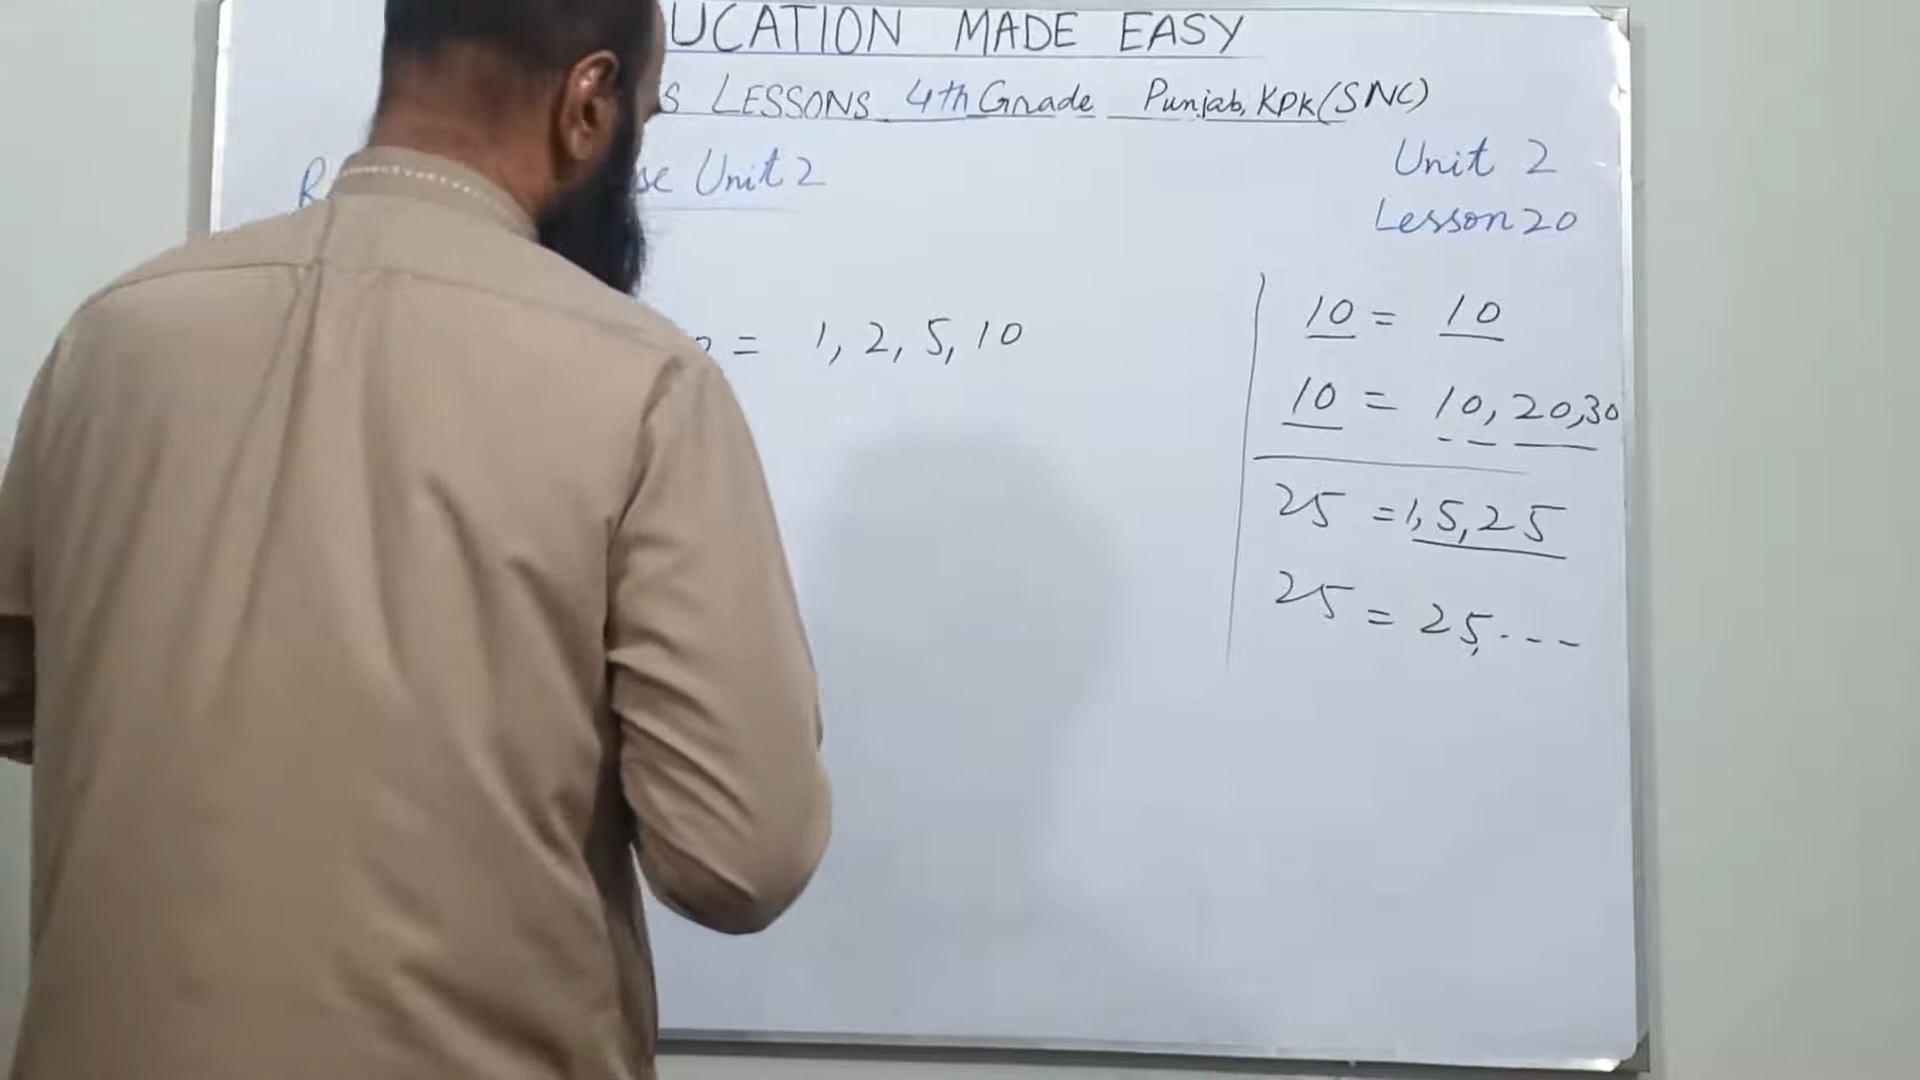 UCATION MADE EASY
S LESSONS 4th Grade Punjab, KPK (SNC)
Unit 2
Unit 2
Lesson 20
= 1, 2, 5, 10
10 = 10
10 = 10, 20, 30
25 = 1, 5, 25
25 = 25, ---